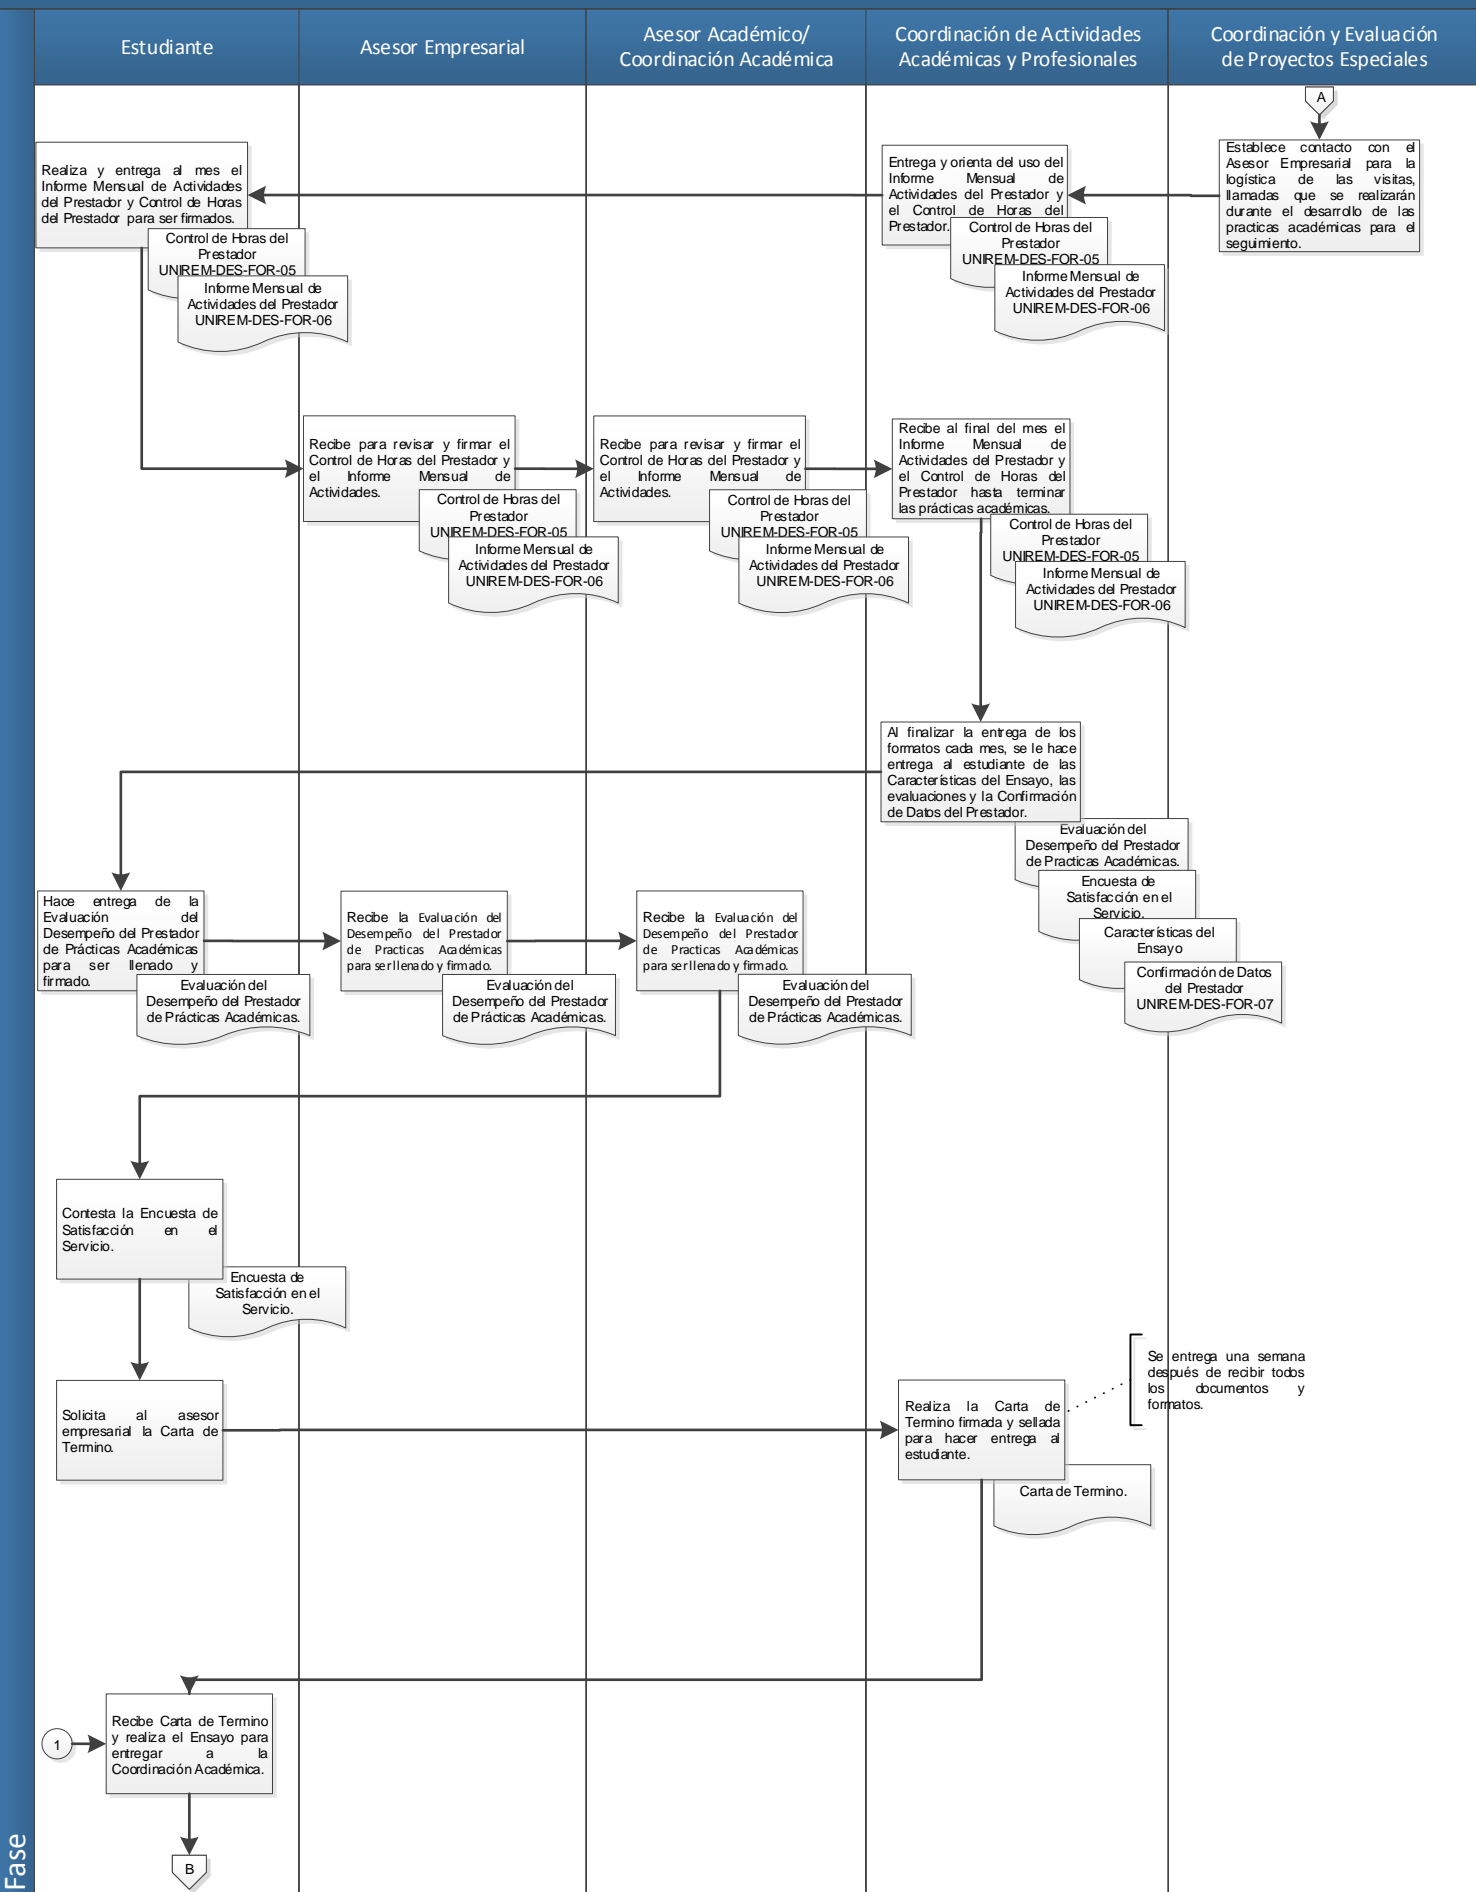 Estudiante
Asesor Empresarial
Asesor Académico/
Coordinación Académica
Coordinación de Actividades
Académicas y Profesionales
Coordinación y Evaluación
de Proyectos Especiales
A
Realiza y entrega al mes el
Informe Mensual de Actividades
del Prestador y Control de Horas
del Prestador para ser firmados.
Control de Horas del
Prestador
UNIREM-DES-FOR-05
Informe Mensual de
Actividades del Prestador
UNIREM-DES-FOR-06
Entrega y orienta del uso del
Informe Mensual de
Actividades del Prestador y
el Control de Horas del
Prestador.
Control de Horas del
Prestador
UNIREM-DES-FOR-05
Informe Mensual de
Actividades del Prestador
UNIREM-DES-FOR-06
Establece contacto con el
Asesor Empresarial para la
logística de las visitas,
llamadas que se realizarán
durante el desarrollo de las
practicas académicas para el
seguimiento.
Recibe para revisar y firmar el
Control de Horas del Prestador y
el Informe Mensual de
Actividades.
Control de Horas del
Prestador
UNIREM-DES-FOR-05
Informe Mensual de
Actividades del Prestador
UNIREM-DES-FOR-06
Recibe para revisar y firmar el
Control de Horas del Prestador y
el Informe Mensual de
Actividades.
Control de Horas del
Prestador
UNIREM-DES-FOR-05
Informe Mensual de
Actividades del Prestador
UNIREM-DES-FOR-06
Recibe al final del mes el
Informe Mensual de
Actividades del Prestador y
el Control de Horas del
Prestador hasta terminar
las prácticas académicas.
Control de Horas del
Prestador
UNIREM-DES-FOR-05
Informe Mensual de
Actividades del Prestador
UNIREM-DES-FOR-06
Al finalizar la entrega de los
formatos cada mes, se le hace
entrega al estudiante de las
Características del Ensayo, las
evaluaciones y la Confirmación
de Datos del Prestador.
Evaluación del
Desempeño del Prestador
de Practicas Académicas.
Encuesta de
Satisfacción en el
Servicio.
Características del
Ensayo
Confirmación de Datos
del Prestador
UNIREM-DES-FOR-07
Hace entrega de la
Evaluación del
Desempeño del Prestador
de Prácticas Académicas
para ser llenado y
firmado.
Evaluación del
Desempeño del Prestador
de Prácticas Académicas.
Recibe la Evaluación del
Desempeño del Prestador
de Practicas Académicas
para ser llenado y firmado.
Evaluación del
Desempeño del Prestador
de Prácticas Académicas.
Recibe la Evaluación del
Desempeño del Prestador
de Practicas Académicas
para ser llenado y firmado.
Evaluación del
Desempeño del Prestador
de Prácticas Académicas.
Contesta la Encuesta de
Satisfacción en el
Servicio.
Encuesta de
Satisfacción en el
Servicio.
Solicita al asesor
empresarial la Carta de
Termino.
Realiza la Carta de
Termino firmada y sellada
para hacer entrega al
estudiante.
Carta de Termino.
Se entrega una semana
después de recibir todos
los documentos y
formatos.
Recibe Carta de Termino
y realiza el Ensayo para
entregar a la
Coordinación Académica.
1
B
Fase